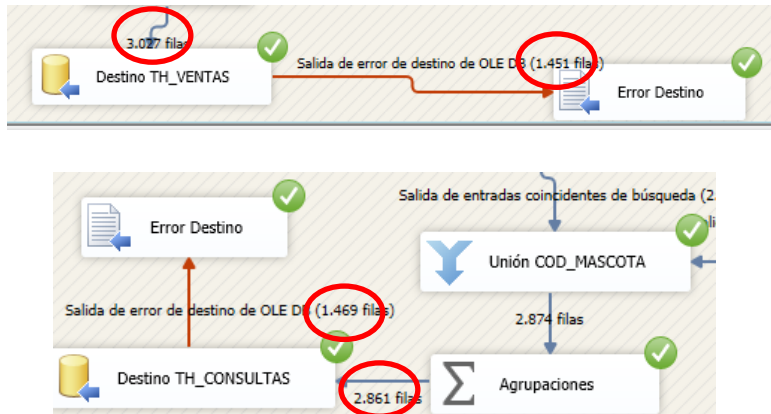 3.027 filas
Destino TH_VENTAS
Salida de error de destino de OLE DB (1.451 filas)
Error Destino
Salida de entradas coincidentes de búsqueda (2.
Error Destino
Unión COD_MASCOTA
Salida de error de destino de OLE DB (1.469 filas)
2.874 filas
Destino TH_CONSULTAS
2.861 filas
Agrupaciones